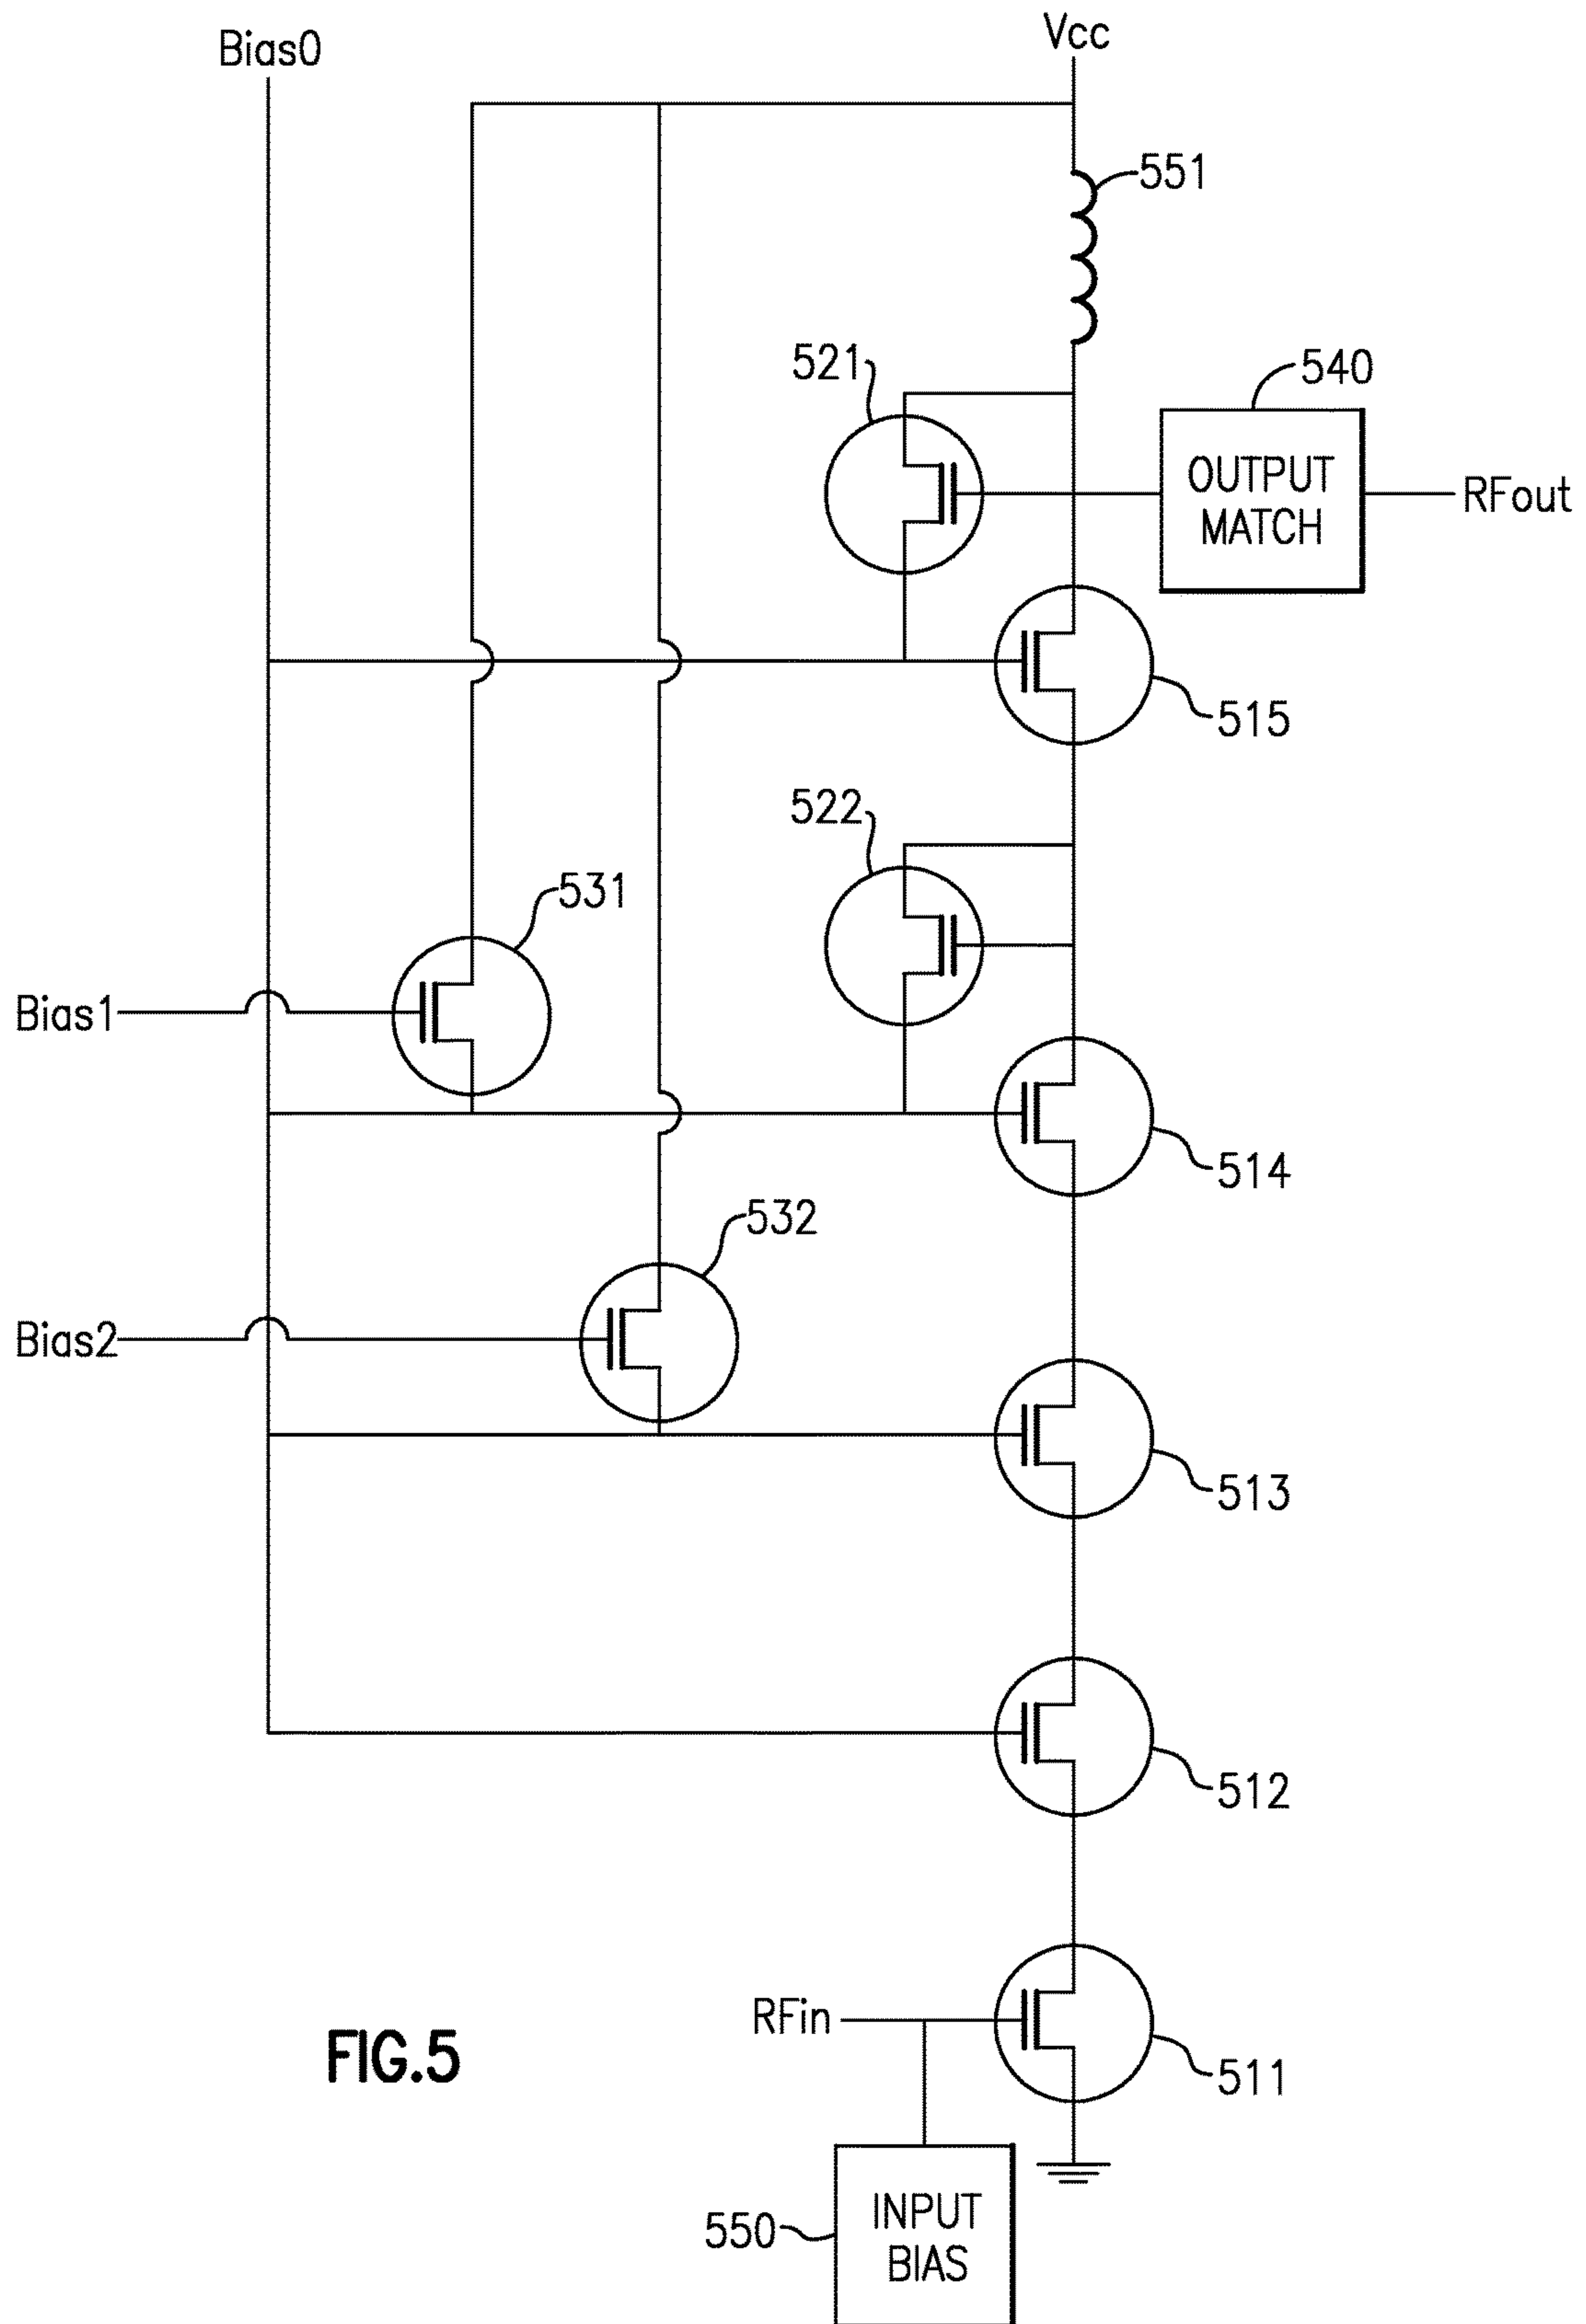 Bias0
Vcc
551
521
540
OUTPUT
MATCH
RFout
515
522
531
Bias1
514
532
Bias2
513
512
RFin
511
FIG.5
550
INPUT
BIAS